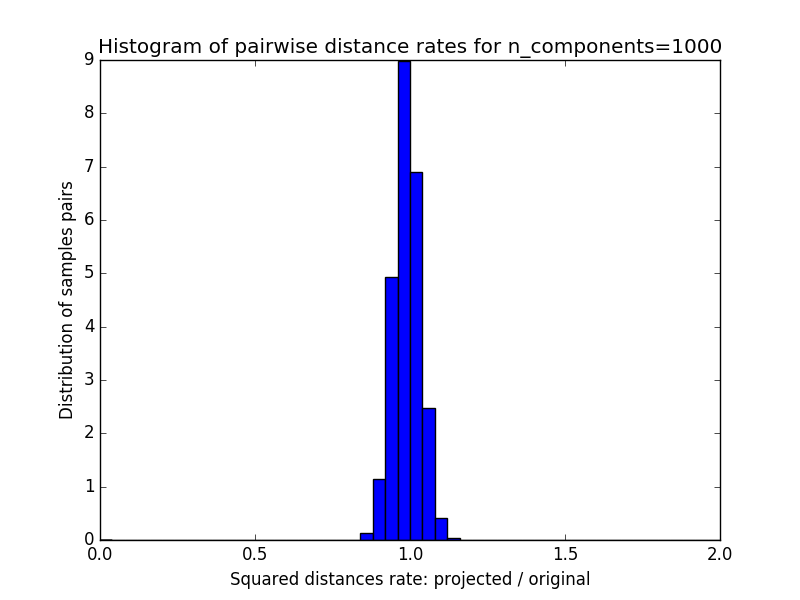 Histogram of pairwise distance rates for n_components=1000
9
8
7
6
5
4
3
2
1
0
Distribution of samples pairs
0.0 0.5 1.0 1.5 2.0
Squared distances rate: projected / original